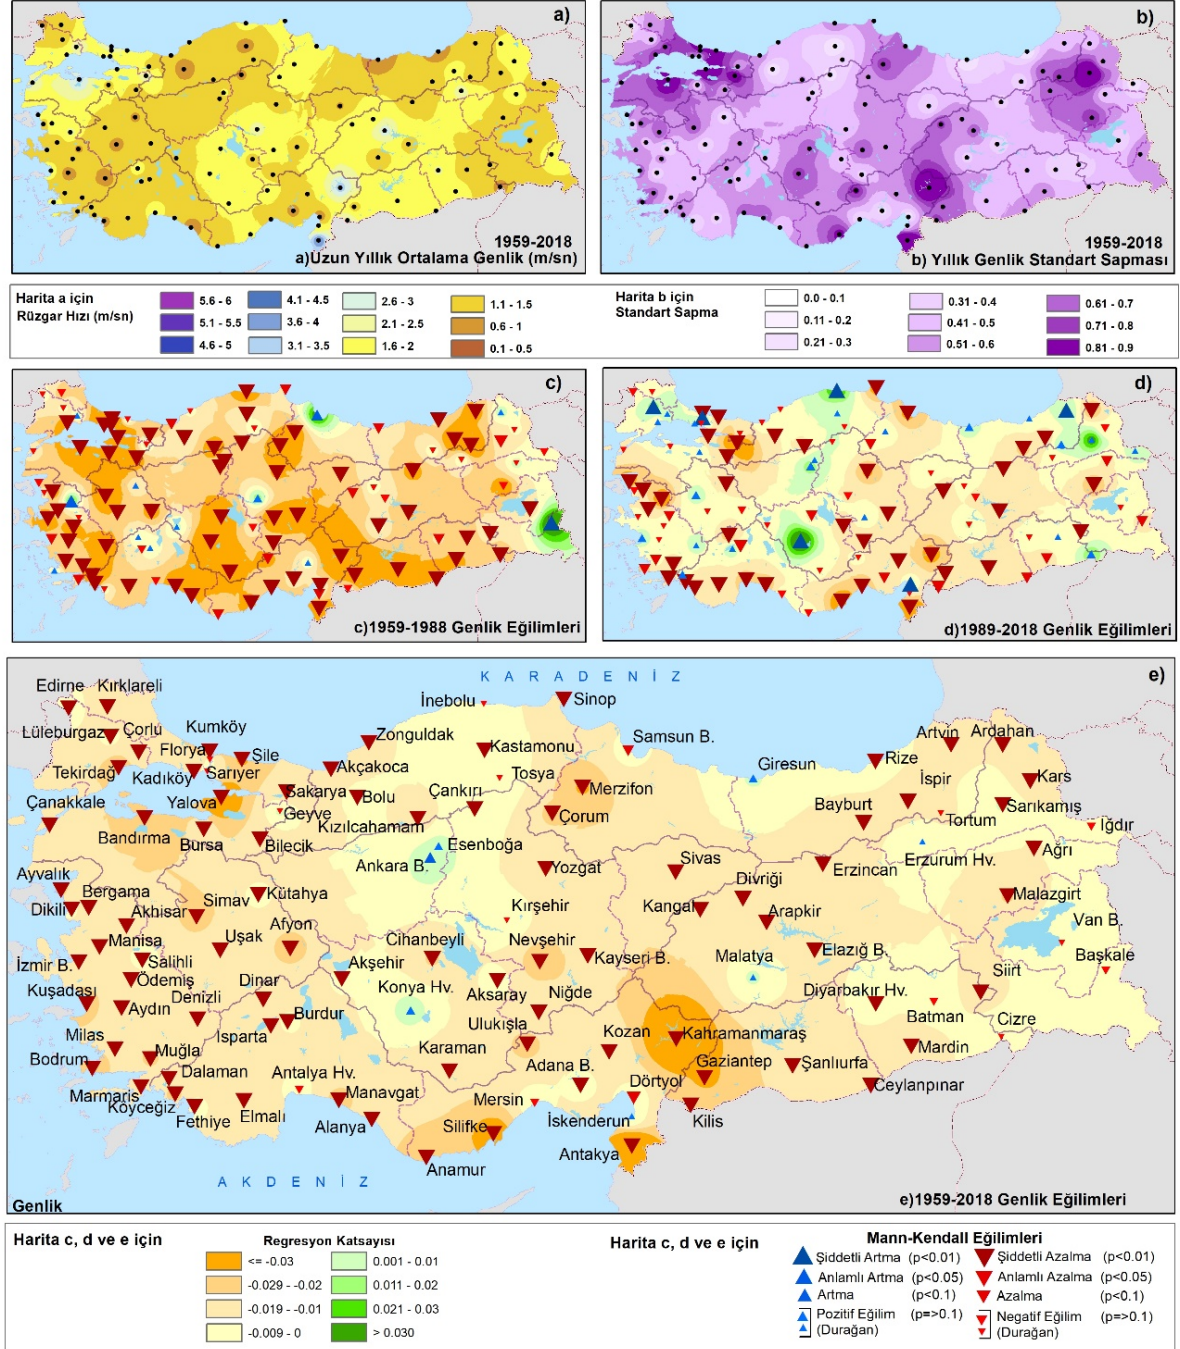 a)
1959-2018
a)Uzun Yıllık Ortalama Genlik (m/sn)
b)
1959-2018
b) Yıllık Genlik Standart Sapması
Harita a için
Rüzgar Hızı (m/sn)
5.6 - 6
5.1 - 5.5
4.6 - 5
4.1 - 4.5
3.6 - 4
3.1 - 3.5
2.6 - 3
2.1 - 2.5
1.6 - 2
1.1 - 1.5
0.6 - 1
0.1 - 0.5
Harita b için
Standart Sapma
0.0 - 0.1
0.11 - 0.2
0.21 - 0.3
0.31 - 0.4
0.41 - 0.5
0.51 - 0.6
0.61 - 0.7
0.71 - 0.8
0.81 - 0.9
c)
c)1959-1988 Genlik Eğilimleri
d)
d)1989-2018 Genlik Eğilimleri
e)
KARADENİZ
Edirne
Kırklareli
İnebolu
Sinop
Lüleburgaz
Çorlu
Kumköy
Zonguldak
Samsun B.
Artvin
Ardahan
Florya
Şile
Kastamonu
Giresun
Rize
Tekirdağ
Kadıköy
Sarıyer
Akçakoca
Tosya
İspir
Kars
Çanakkale
Yalova
Sakarya
Bolu
Çankırı
Merzifon
Bayburt
Sarıkamış
Geyve
Kızılcahamam
Çorum
Tortum
Iğdır
Bandırma
Bursa
Bilecik
Esenboğa
Erzurum Hv.
Ağrı
Ankara B.
Yozgat
Sivas
Erzincan
Ayvalık
Bergama
Simav
Kütahya
Divriği
Malazgirt
Dikili
Akhisar
Afyon
Kırşehir
Kangal
Arapkir
Van B.
Manisa
Uşak
Cihanbeyli
Nevşehir
Elazığ B.
İzmir B.
Salihli
Kayseri B.
Malatya
Başkale
Ödemiş
Akşehir
Siirt
Kuşadası
Denizli
Dinar
Konya Hv.
Aksaray
Niğde
Diyarbakır Hv.
Aydın
Burdur
Batman
Milas
Isparta
Ulukışla
Kozan
Kahramanmaraş
Cizre
Bodrum
Muğla
Karaman
Adana B.
Gaziantep
Şanlıurfa
Mardin
Dalaman
Antalya Hv.
Dörtyol
Ceylanpınar
Marmaris
Köyceğiz
Manavgat
Mersin
Fethiye
Elmalı
Alanya
Silifke
İskenderun
Kilis
Antakya
Anamur
AKDENİZ
Genlik
e)1959-2018 Genlik Eğilimleri
Harita c, d ve e için
Regresyon Katsayısı
<= -0.03
-0.029 - -0.02
-0.019 - -0.01
-0.009 - 0
0.001 - 0.01
0.011 - 0.02
0.021 - 0.03
> 0.030
Harita c, d ve e için
Mann-Kendall Eğilimleri
Şiddetli Artma (p<0.01)
Anlamlı Artma (p<0.05)
Artma (p<0.1)
Pozitif Eğilim (p=>0.1)
(Durağan)
Şiddetli Azalma (p<0.01)
Anlamlı Azalma (p<0.05)
Azalma (p<0.1)
Negatif Eğilim (p=>0.1)
(Durağan)